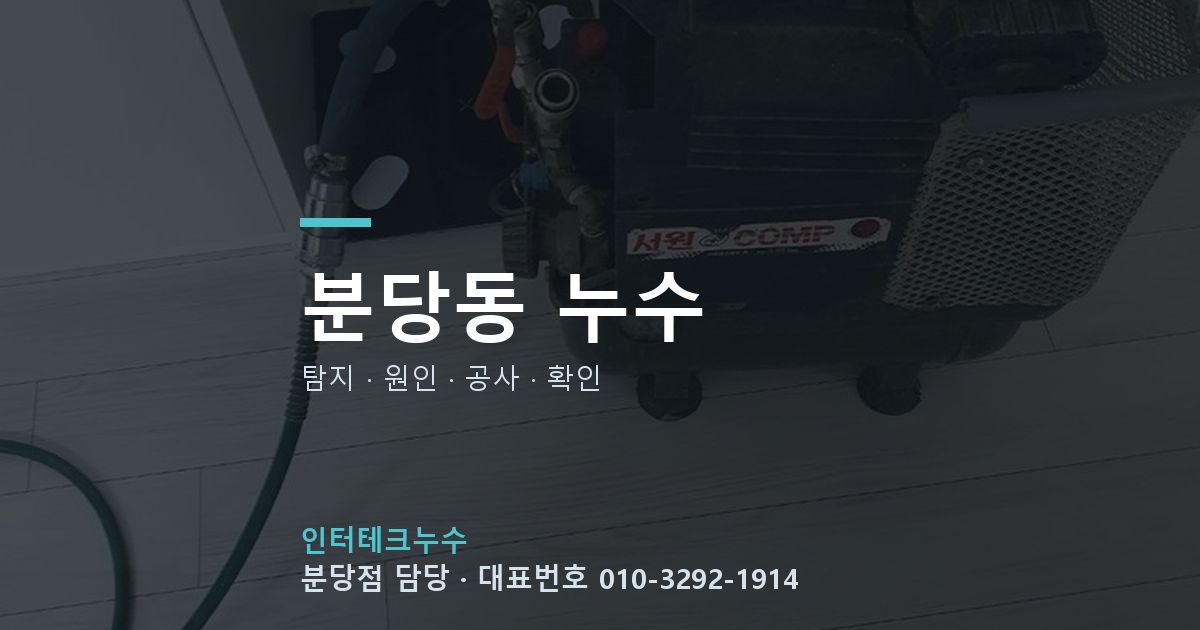 서원 COMP
분당동 누수
탐지 · 원인 · 공사 · 확인
인터테크누수
분당점 담당 · 대표번호 010-3292-1914